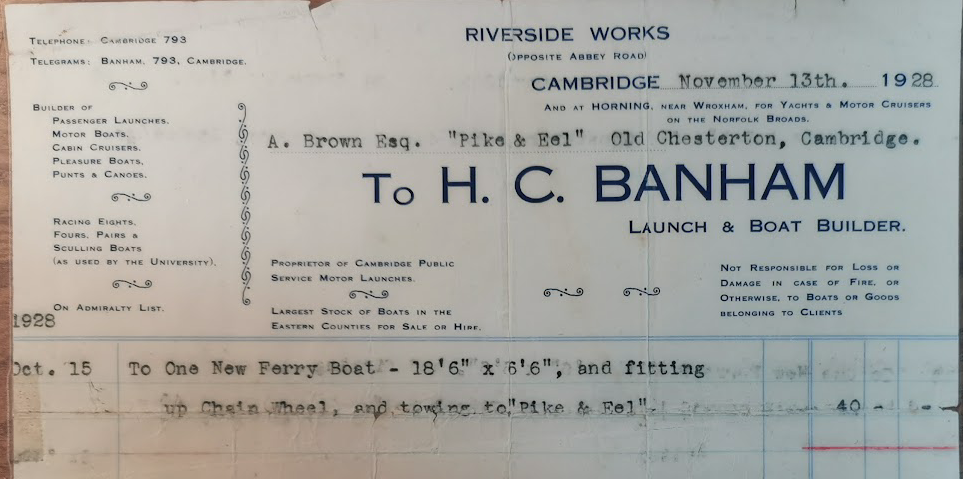 TELEPHONE: CAMBRIDGE 793
TELEGRAMS: BANHAM, 793, CAMBRIDGE.
RIVERSIDE WORKS
(OPPOSITE ABBEY ROAD)
CAMBRIDGE November 13th. 1928
AND AT HORNING, NEAR WROXHAM, FOR YACHTS & MOTOR CRUISERS
ON THE NORFOLK BROADS.
A. Brown Esq. "Pike & Eel" Old Chesterton, Cambridge.
TO H. C. BANHAM
LAUNCH & BOAT BUILDER.
BUILDER OF
PASSENGER LAUNCHES,
MOTOR BOATS,
CABIN CRUISERS,
PLEASURE BOATS,
PUNTS & CANOES.
RACING EIGHTS,
FOURS, PAIRS &
SCULLING BOATS
(AS USED BY THE UNIVERSITY).
ON ADMIRALTY LIST.
PROPRIETOR OF CAMBRIDGE PUBLIC
SERVICE MOTOR LAUNCHES.
LARGEST STOCK OF BOATS IN THE
EASTERN COUNTIES FOR SALE OR HIRE.
NOT RESPONSIBLE FOR LOSS OR
DAMAGE IN CASE OF FIRE, OR
OTHERWISE, TO BOATS OR GOODS
BELONGING TO CLIENTS
1928
Oct. 15 To One New Ferry Boat - 18'6" x 6'6", and fitting
up Chain Wheel, and towing to "Pike & Eel". 40 - -